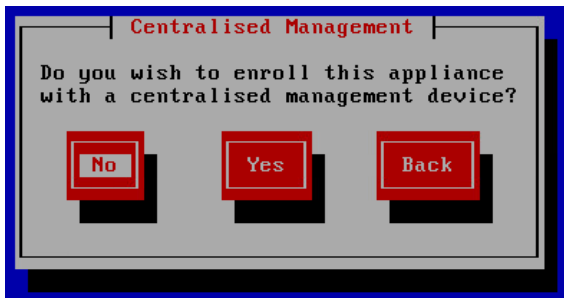 Centralised Management
Do you wish to enroll this appliance
with a centralised management device?
No Yes Back